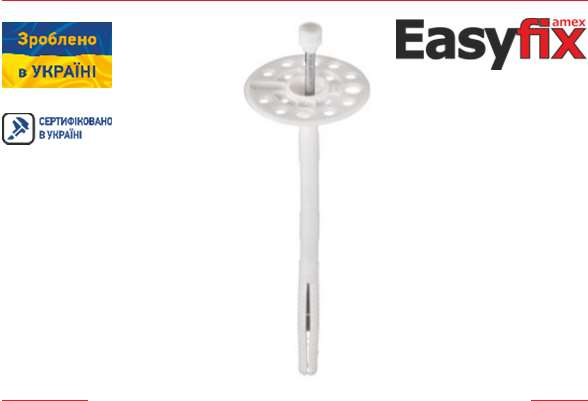 Зроблено
в УКРАЇНІ
СЕРТИФІКОВАНО
В УКРАЇНІ
amex
Easyfix